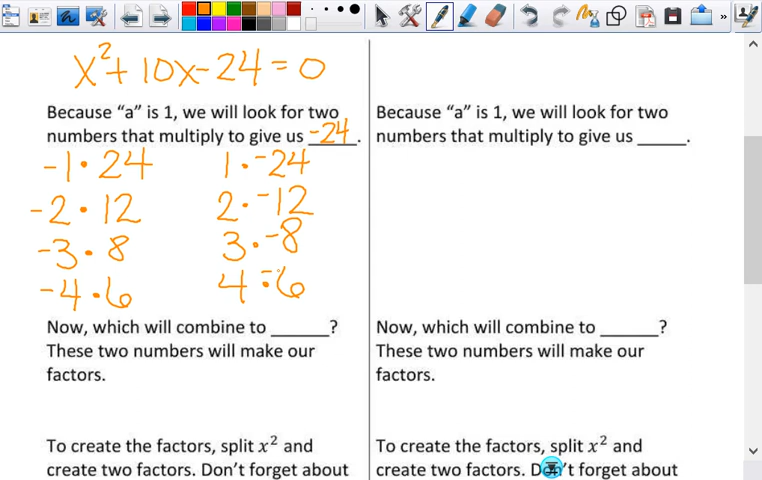 x²+10x-24=0
Because "a" is 1, we will look for two
numbers that multiply to give us -24.
-1·24 1·-24
-2·12 2·-12
-3·8 3·-8
-4·6 4·-6
Now, which will combine to ______?
These two numbers will make our
factors.
To create the factors, split x² and
create two factors. Don't forget about
Because "a" is 1, we will look for two
numbers that multiply to give us _____.
Now, which will combine to ______?
These two numbers will make our
factors.
To create the factors, split x² and
create two factors. Don't forget about